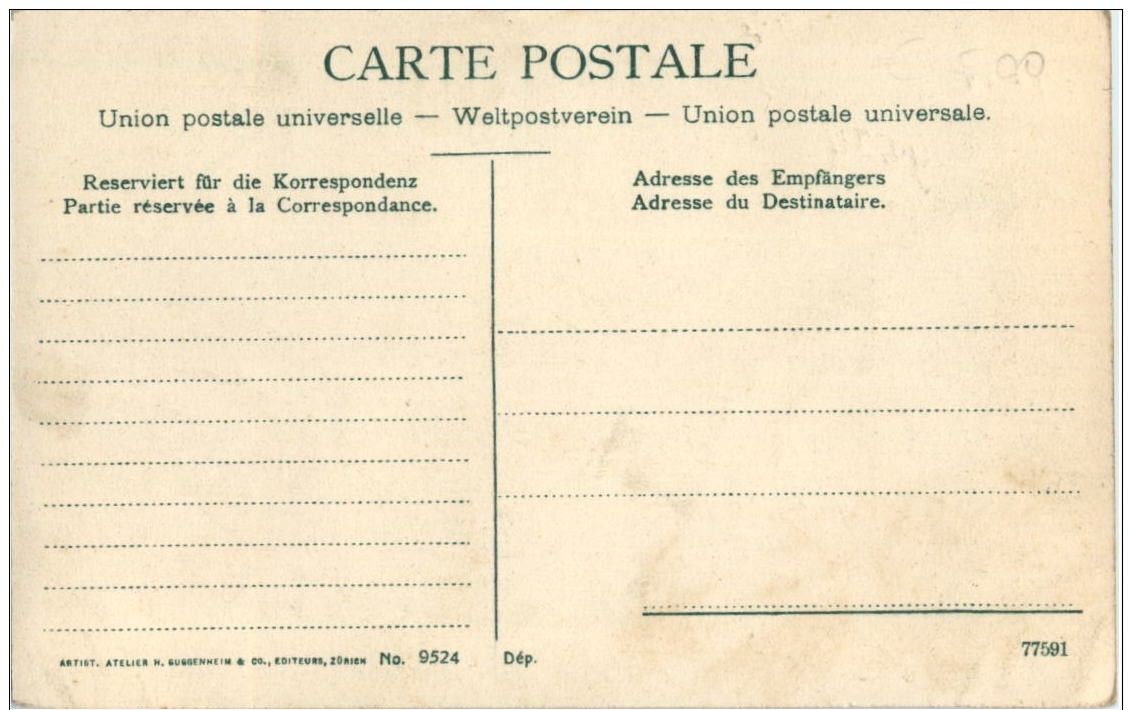 CARTE POSTALE
Union postale universelle — Weltpostverein — Union postale universale.
Reserviert für die Korrespondenz
Partie réservée à la Correspondance.
Adresse des Empfängers
Adresse du Destinataire.
ARTIST. ATELIER H. GUGGENHEIM & CO., EDITEURS, ZÜRICH No. 9524 Dép.
77591